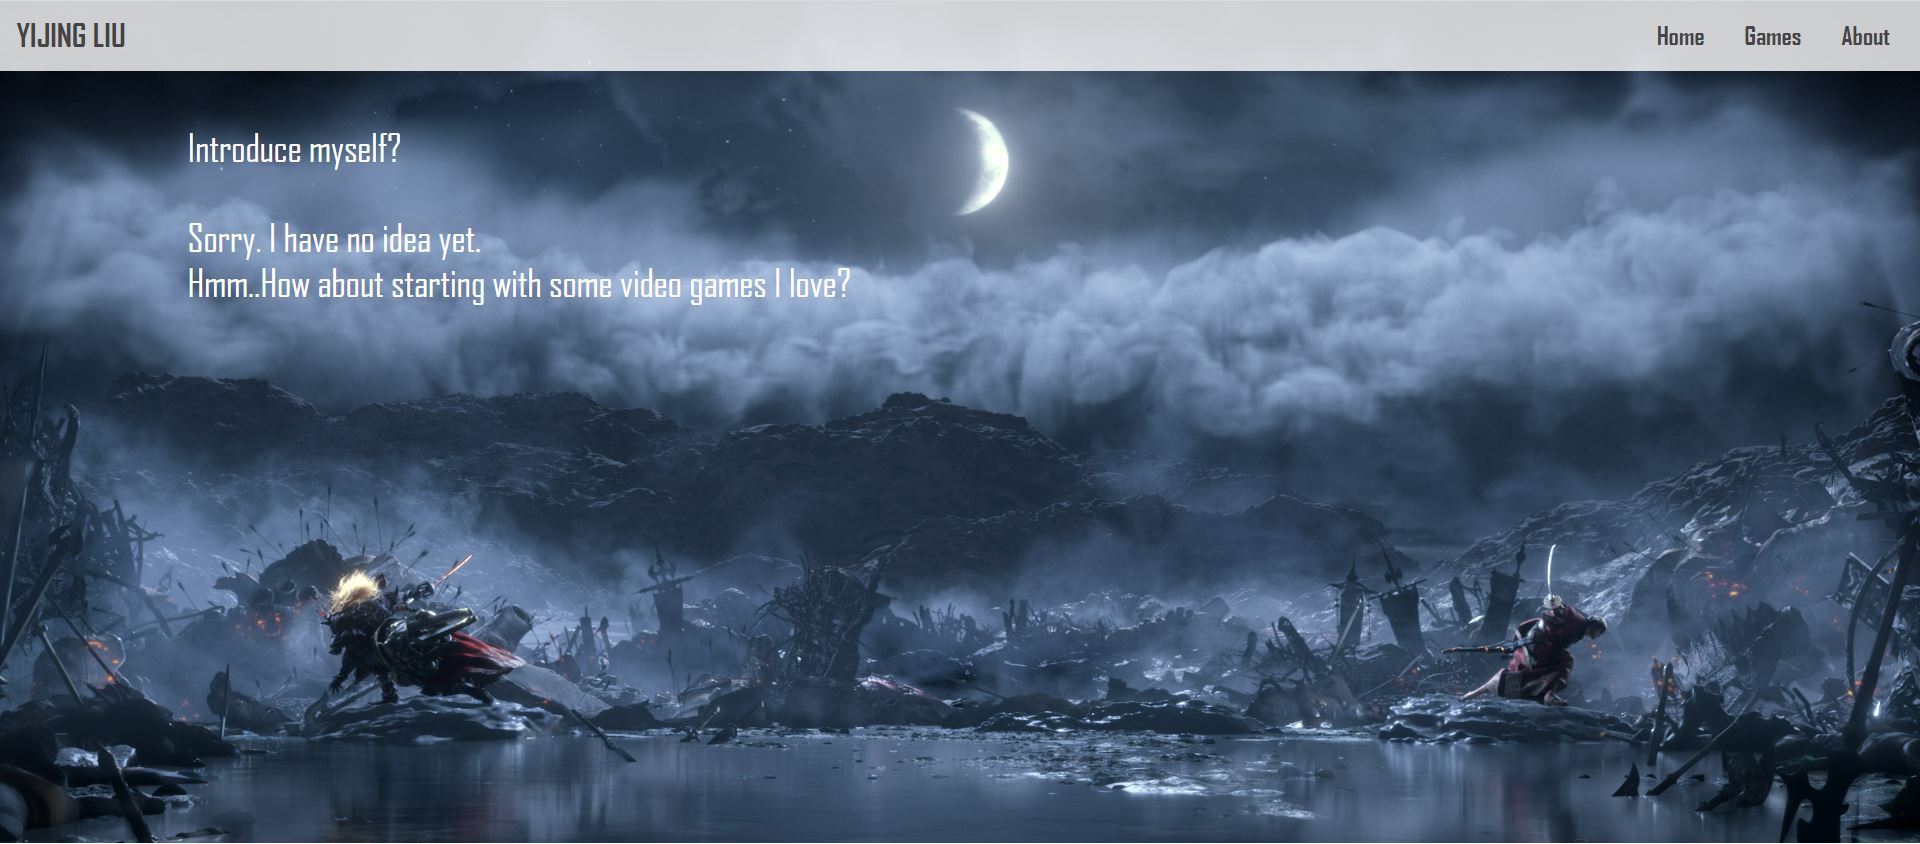 YIJING LIU
Home Games About
Introduce myself?
Sorry. I have no idea yet.
Hmm..How about starting with some video games I love?